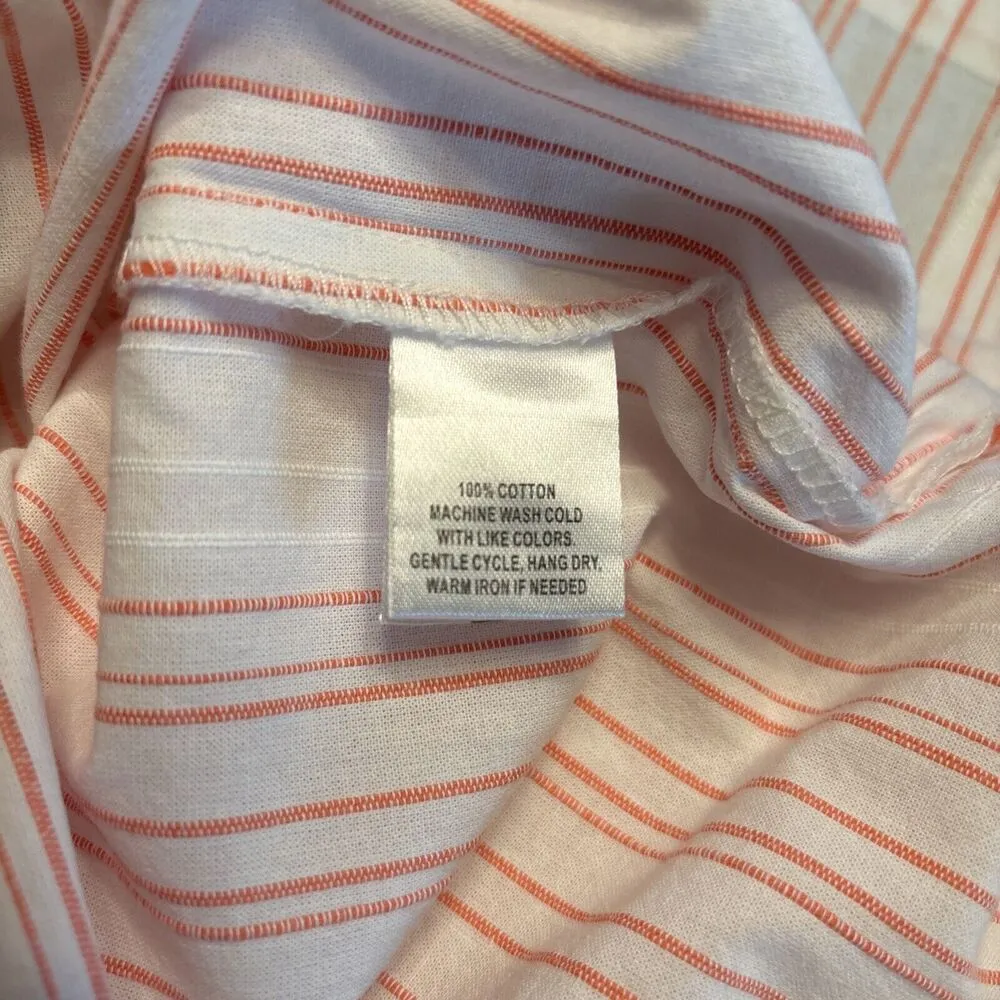 100% COTTON
MACHINE WASH COLD
WITH LIKE COLORS.
GENTLE CYCLE, HANG DRY.
WARM IRON IF NEEDED